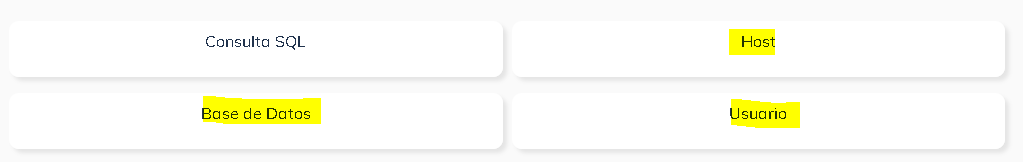 Consulta SQL
Host
Base de Datos
Usuario